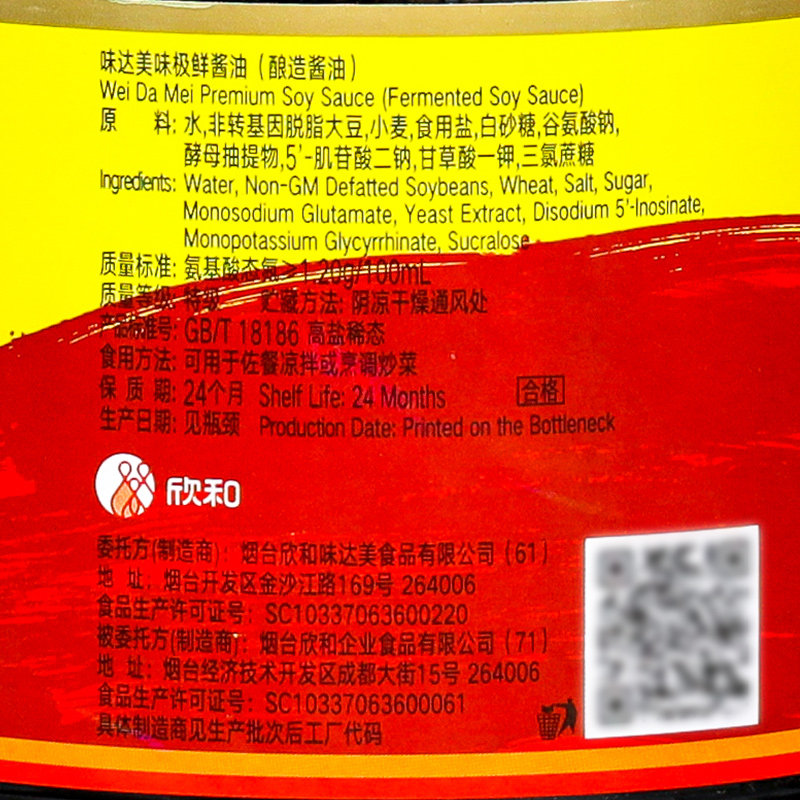 味达美味极鲜酱油（酿造酱油）
Wei Da Mei Premium Soy Sauce (Fermented Soy Sauce)
原 料: 水,非转基因脱脂大豆,小麦,食用盐,白砂糖,谷氨酸钠,
酵母抽提物,5'-肌苷酸二钠,甘草酸一钾,三氯蔗糖
Ingredients: Water, Non-GM Defatted Soybeans, Wheat, Salt, Sugar,
Monosodium Glutamate, Yeast Extract, Disodium 5'-Inosinate,
Monopotassium Glycyrrhinate, Sucralose
质量标准: 氨基酸态氮≥1.20g/100mL
质量等级: 特级 贮藏方法: 阴凉干燥通风处
产品标准号: GB/T 18186 高盐稀态
食用方法: 可用于佐餐凉拌或烹调炒菜
保 质 期: 24个月 Shelf Life: 24 Months 合格
生产日期: 见瓶颈 Production Date: Printed on the Bottleneck
欣和
委托方(制造商): 烟台欣和味达美食品有限公司（61）
地 址: 烟台开发区金沙江路169号 264006
食品生产许可证号: SC10337063600220
被委托方(制造商): 烟台欣和企业食品有限公司（71）
地 址: 烟台经济技术开发区成都大街15号 264006
食品生产许可证号: SC10337063600061
具体制造商见生产批次后工厂代码